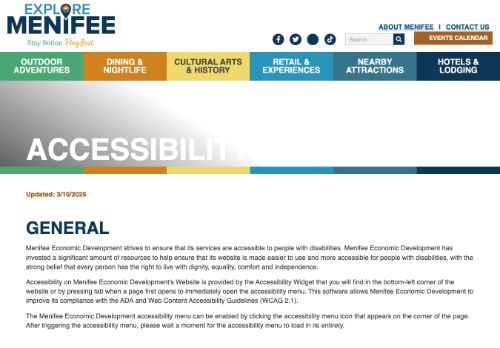 EXPLORE
MENIFEE
Stay Better. Play Best.
ABOUT MENIFEE | CONTACT US
Search
EVENTS CALENDAR
OUTDOOR ADVENTURES
DINING & NIGHTLIFE
CULTURAL ARTS & HISTORY
RETAIL & EXPERIENCES
NEARBY ATTRACTIONS
HOTELS & LODGING
ACCESSIBILITY
Updated: 3/10/2025
GENERAL
Menifee Economic Development strives to ensure that its services are accessible to people with disabilities. Menifee Economic Development has
invested a significant amount of resources to help ensure that its website is made easier to use and more accessible for people with disabilities, with
the strong belief that every person has the right to live with dignity, equality, comfort and independence.
Accessibility on Menifee Economic Development's Website is provided by the Accessibility Widget that you will find in the bottom-left corner of the
website or by pressing tab when a page first opens to immediately open the accessibility menu. This software allows Menifee Economic Development to
improve its compliance with the ADA and Web Content Accessibility Guidelines (WCAG 2.1).
The Menifee Economic Development accessibility menu can be enabled by clicking the accessibility menu icon that appears on the corner of the page.
After triggering the accessibility menu, please wait a moment for the accessibility menu to load in its entirety.